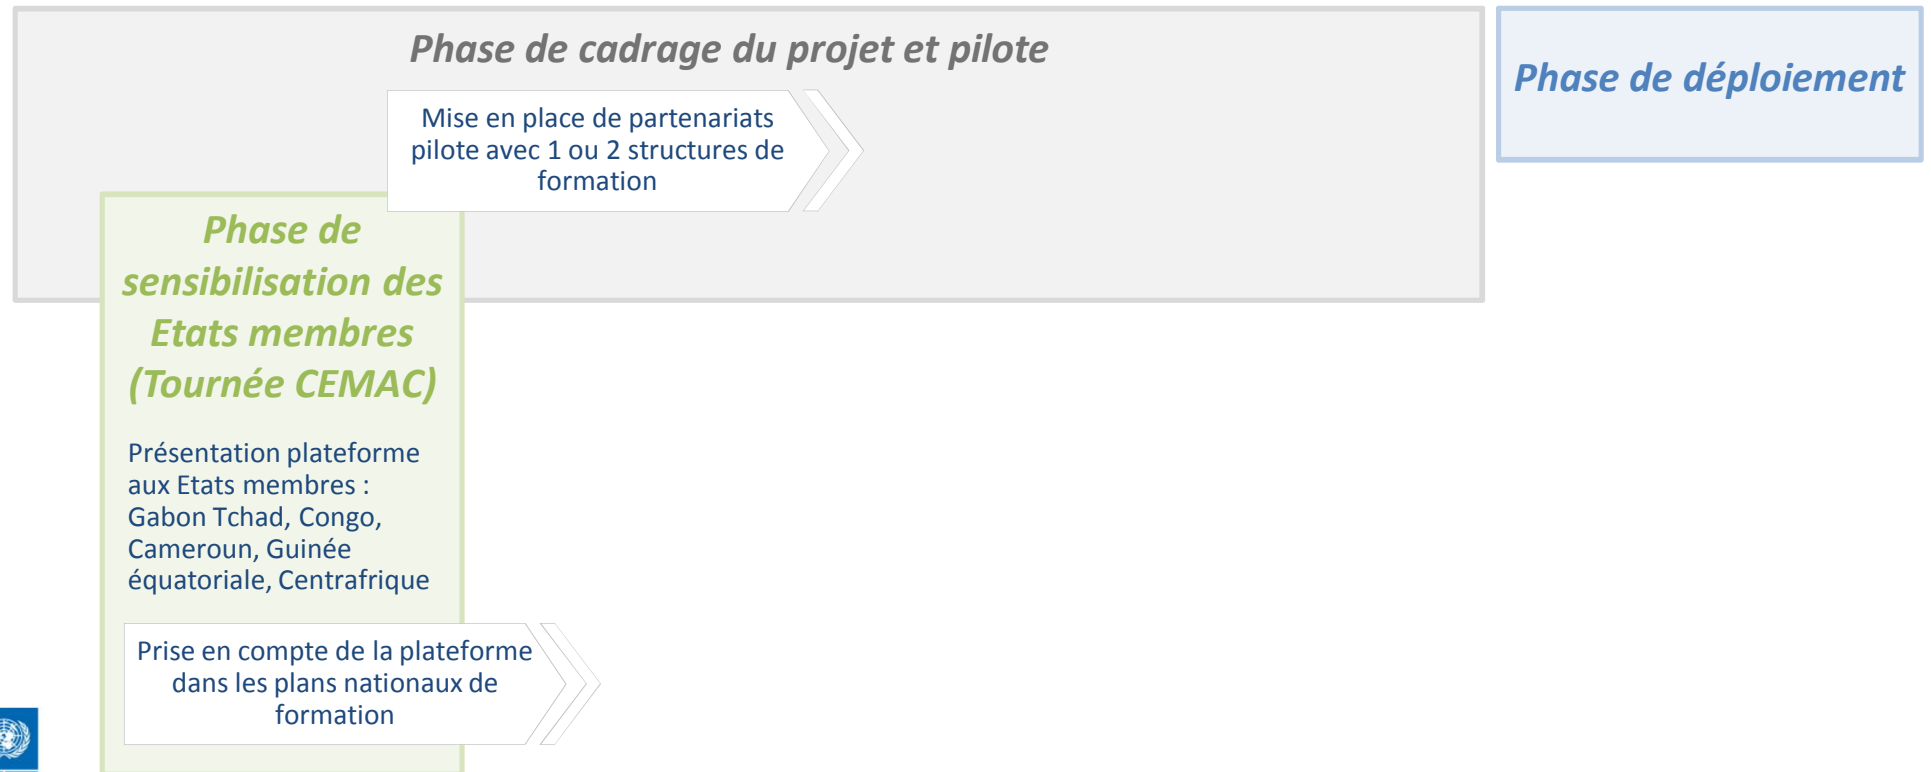 Phase de cadrage du projet et pilote
Mise en place de partenariats
pilote avec 1 ou 2 structures de
formation
Phase de déploiement
Phase de
sensibilisation des
Etats membres
(Tournée CEMAC)
Présentation plateforme
aux Etats membres :
Gabon Tchad, Congo,
Cameroun, Guinée
équatoriale, Centrafrique
Prise en compte de la plateforme
dans les plans nationaux de
formation